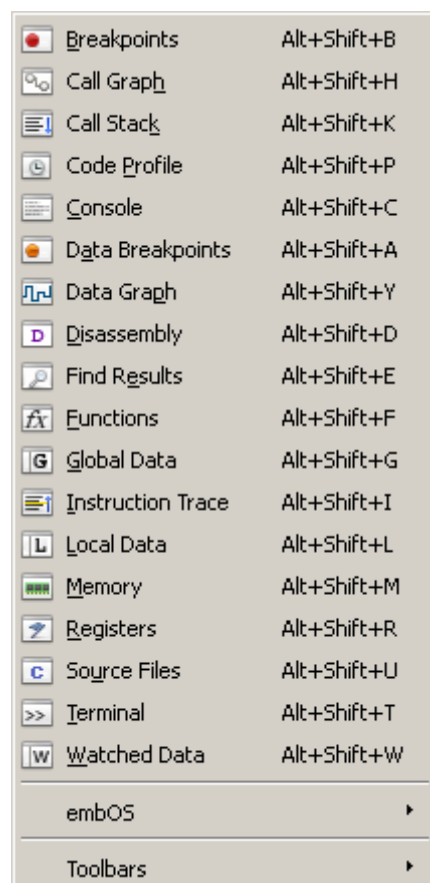 Breakpoints Alt+Shift+B
Call Graph Alt+Shift+H
Call Stack Alt+Shift+K
Code Profile Alt+Shift+P
Console Alt+Shift+C
Data Breakpoints Alt+Shift+A
Data Graph Alt+Shift+Y
D Disassembly Alt+Shift+D
Find Results Alt+Shift+E
fx Functions Alt+Shift+F
G Global Data Alt+Shift+G
Instruction Trace Alt+Shift+I
L Local Data Alt+Shift+L
Memory Alt+Shift+M
Registers Alt+Shift+R
C Source Files Alt+Shift+U
>> Terminal Alt+Shift+T
W Watched Data Alt+Shift+W
embOS
Toolbars